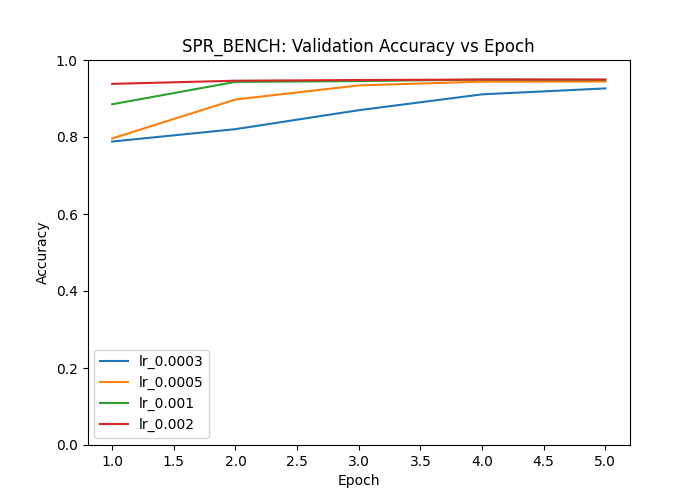 SPR_BENCH: Validation Accuracy vs Epoch
1.0
0.8
0.6
0.4
0.2
0.0
Accuracy
lr_0.0003
lr_0.0005
lr_0.001
lr_0.002
1.0 1.5 2.0 2.5 3.0 3.5 4.0 4.5 5.0
Epoch